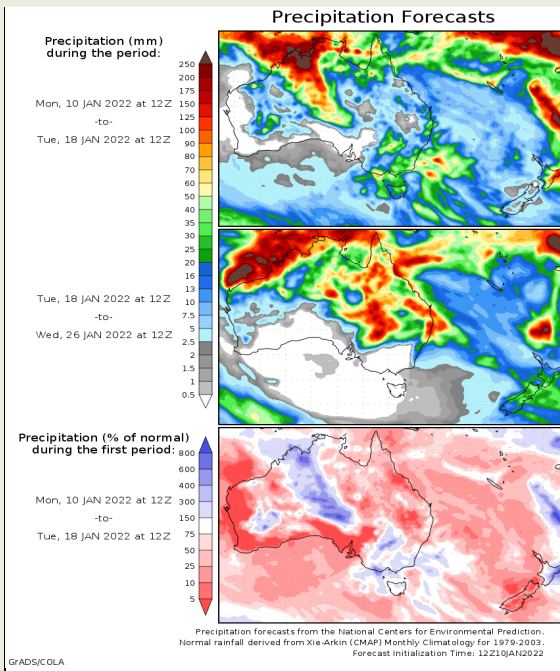 Precipitation Forecasts
Precipitation (mm)
during the period:
Mon, 10 JAN 2022 at 12Z
-to-
Tue, 18 JAN 2022 at 12Z
250
200
175
150
125
100
90
80
70
60
50
40
35
30
25
20
16
13
10
7.5
5
2.5
2
1.5
1
0.5
Tue, 18 JAN 2022 at 12Z
-to-
Wed, 26 JAN 2022 at 12Z
Precipitation (% of normal)
during the first period:
Mon, 10 JAN 2022 at 12Z
-to-
Tue, 18 JAN 2022 at 12Z
800
600
400
300
150
75
50
25
10
5
Precipitation forecasts from the National Centers for Environmental Prediction.
Normal rainfall derived from Xie-Arkin (CMAP) Monthly Climatology for 1979-2003.
Forecast Initialization Time: 12Z10JAN2022
GrADS/COLA